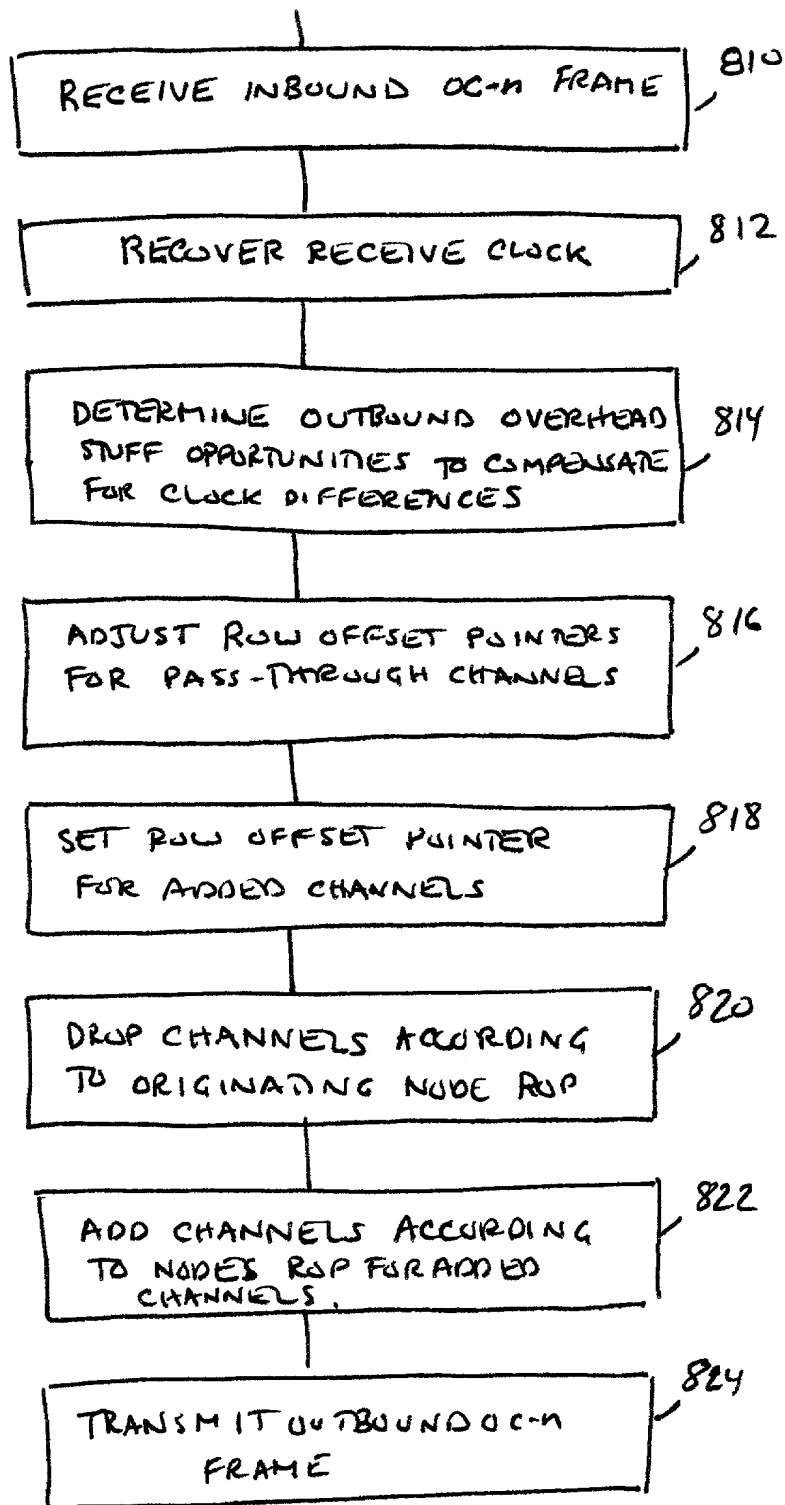 RECEIVE INBOUND OC-n FRAME
810
RECOVER RECEIVE CLOCK
812
DETERMINE OUTBOUND OVERHEAD
STUFF OPPORTUNITIES TO COMPENSATE
FOR CLOCK DIFFERENCES
814
ADJUST ROW OFFSET POINTERS
FOR PASS-THROUGH CHANNELS
816
SET ROW OFFSET POINTER
FOR ADDED CHANNELS
818
DROP CHANNELS ACCORDING
TO ORIGINATING NODE ROP
820
ADD CHANNELS ACCORDING
TO NODES ROP FOR ADDED
CHANNELS.
822
TRANSMIT OUTBOUND OC-n
FRAME
824